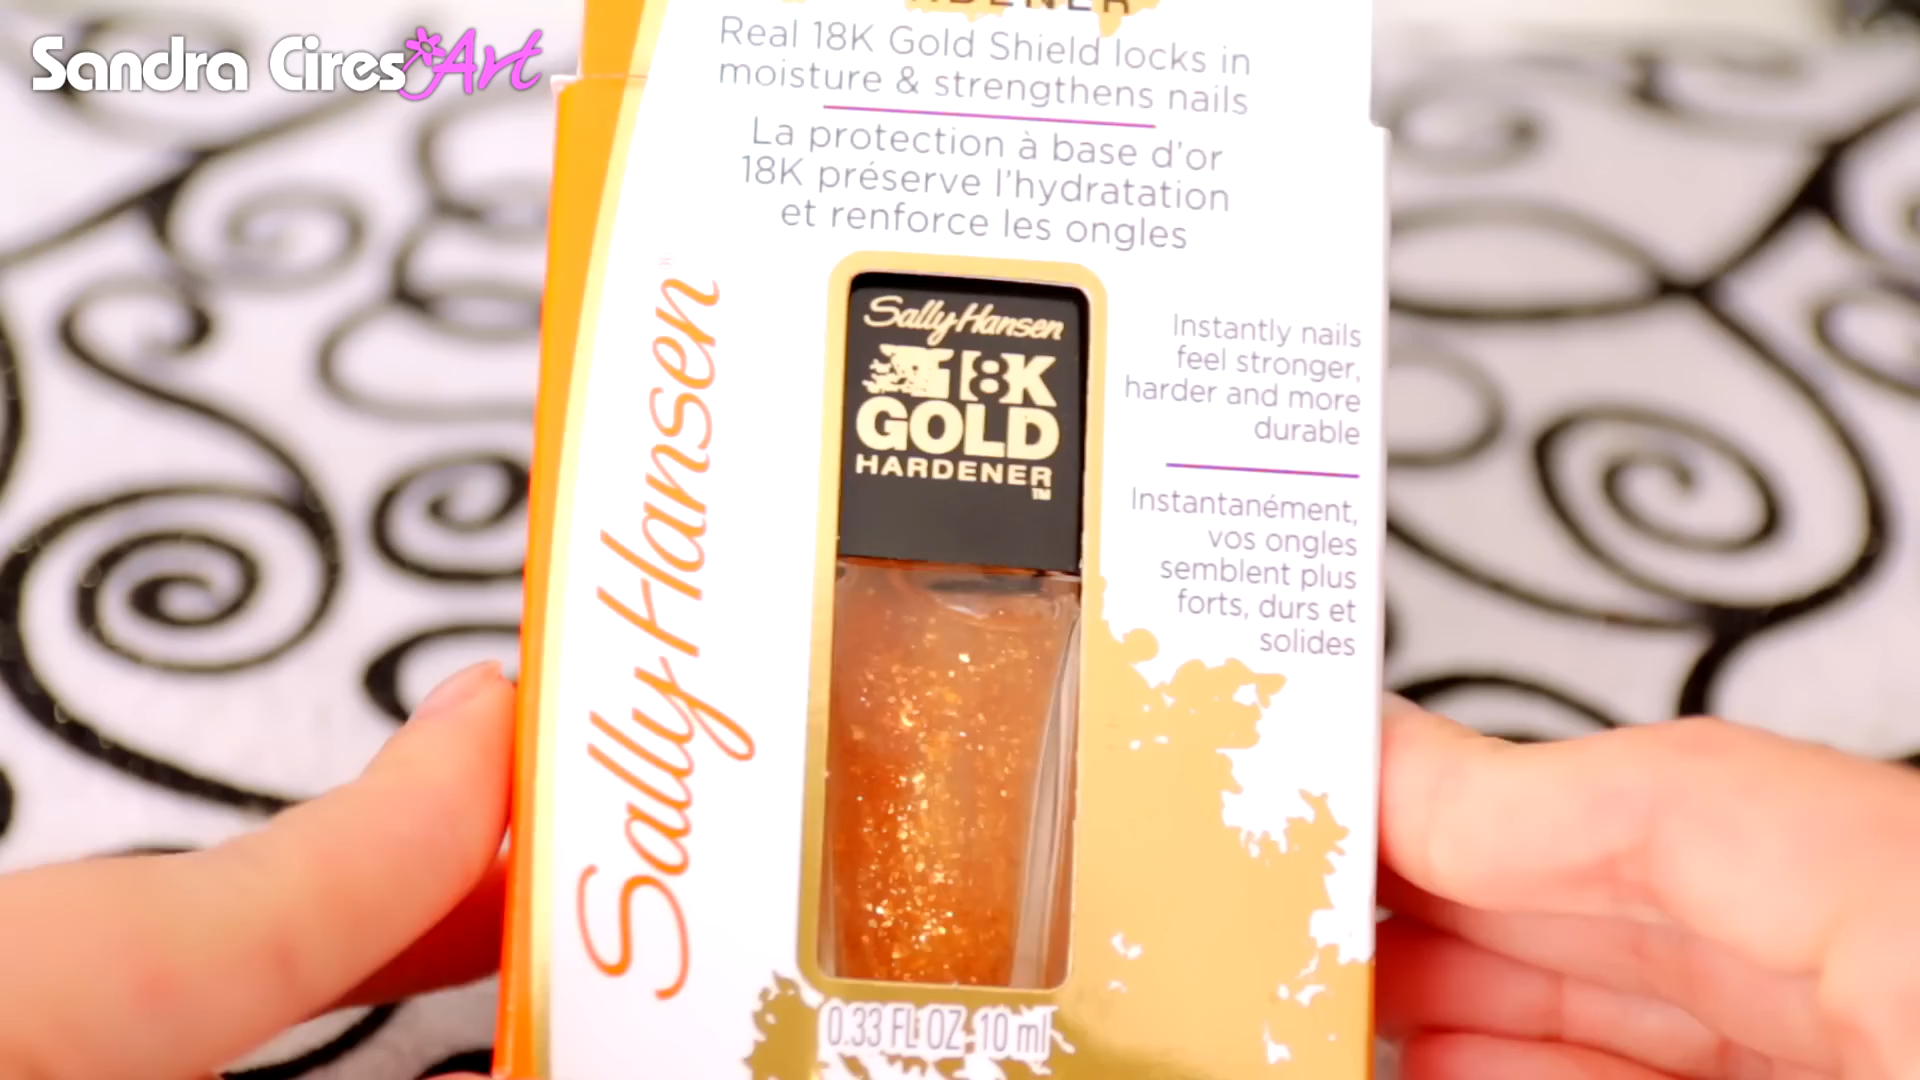 Sandra Cires Art
Real 18K Gold Shield locks in
moisture & strengthens nails
La protection à base d'or
18K préserve l'hydratation
et renforce les ongles
Sally Hansen
Sally Hansen
18K
GOLD
HARDENER
TM
Instantly nails
feel stronger,
harder and more
durable
Instantanément,
vos ongles
semblent plus
forts, durs et
solides
0.33 FL OZ 10 ml